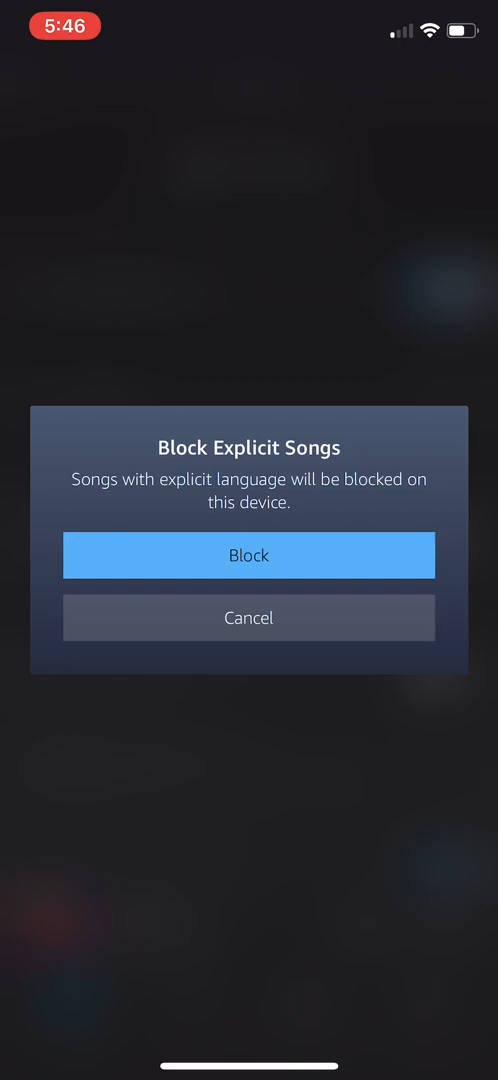 5:46
Block Explicit Songs
Songs with explicit language will be blocked on
this device.
Block
Cancel